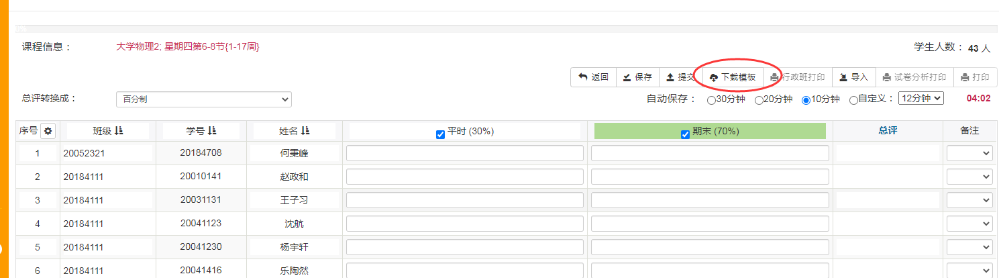 课程信息： 大学物理2; 星期四第6-8节{1-17周} 学生人数： 43 人
返回 保存 提交 下载模板 行政班打印 导入 试卷分析打印 打印
总评转换成： 百分制 自动保存： 30分钟 20分钟 10分钟 自定义： 12分钟 04:02
序号 班级 学号 姓名 平时 (30%) 期末 (70%) 总评 备注
1 20052321 20184708 何秉峰
2 20184111 20010141 赵政和
3 20184111 20031131 王子习
4 20184111 20041123 沈航
5 20184111 20041230 杨宇轩
6 20184111 20041416 乐陶然